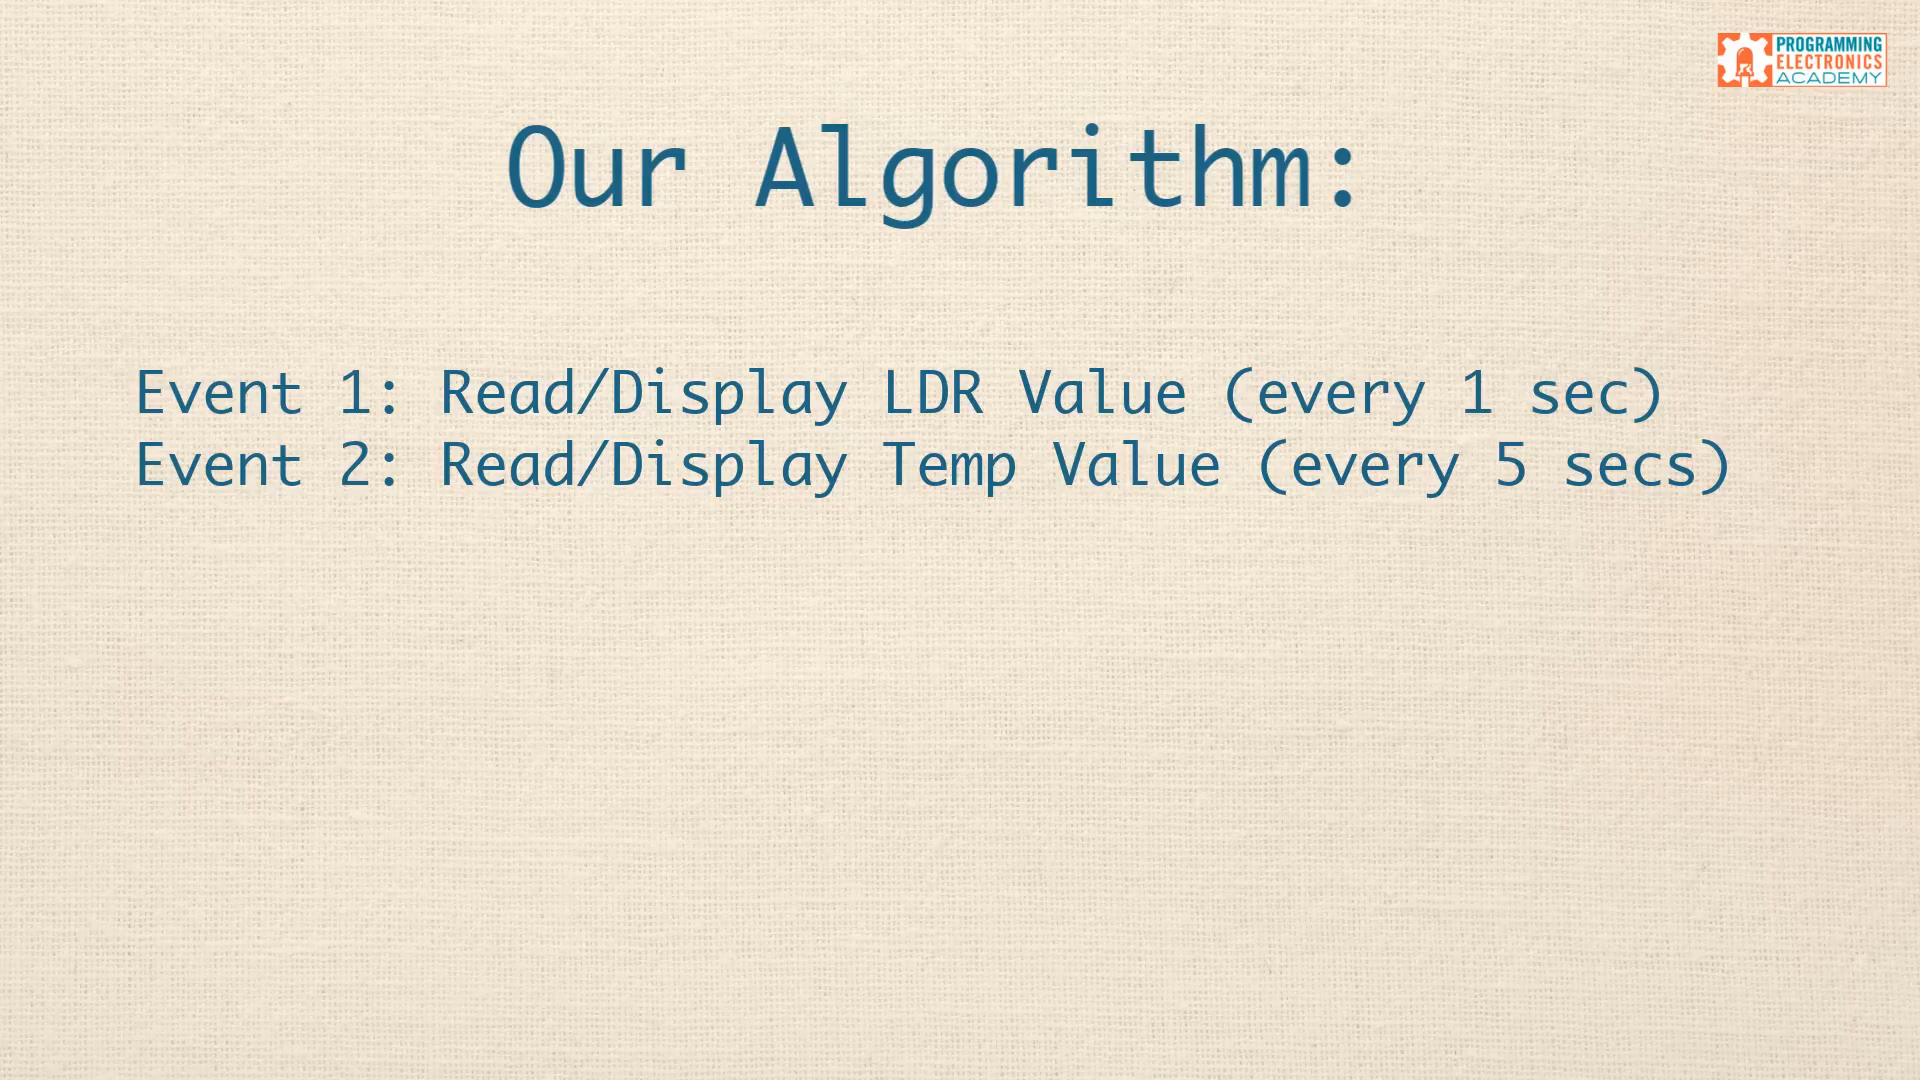 PROGRAMMING
ELECTRONICS
ACADEMY
Our Algorithm:
Event 1: Read/Display LDR Value (every 1 sec)
Event 2: Read/Display Temp Value (every 5 secs)